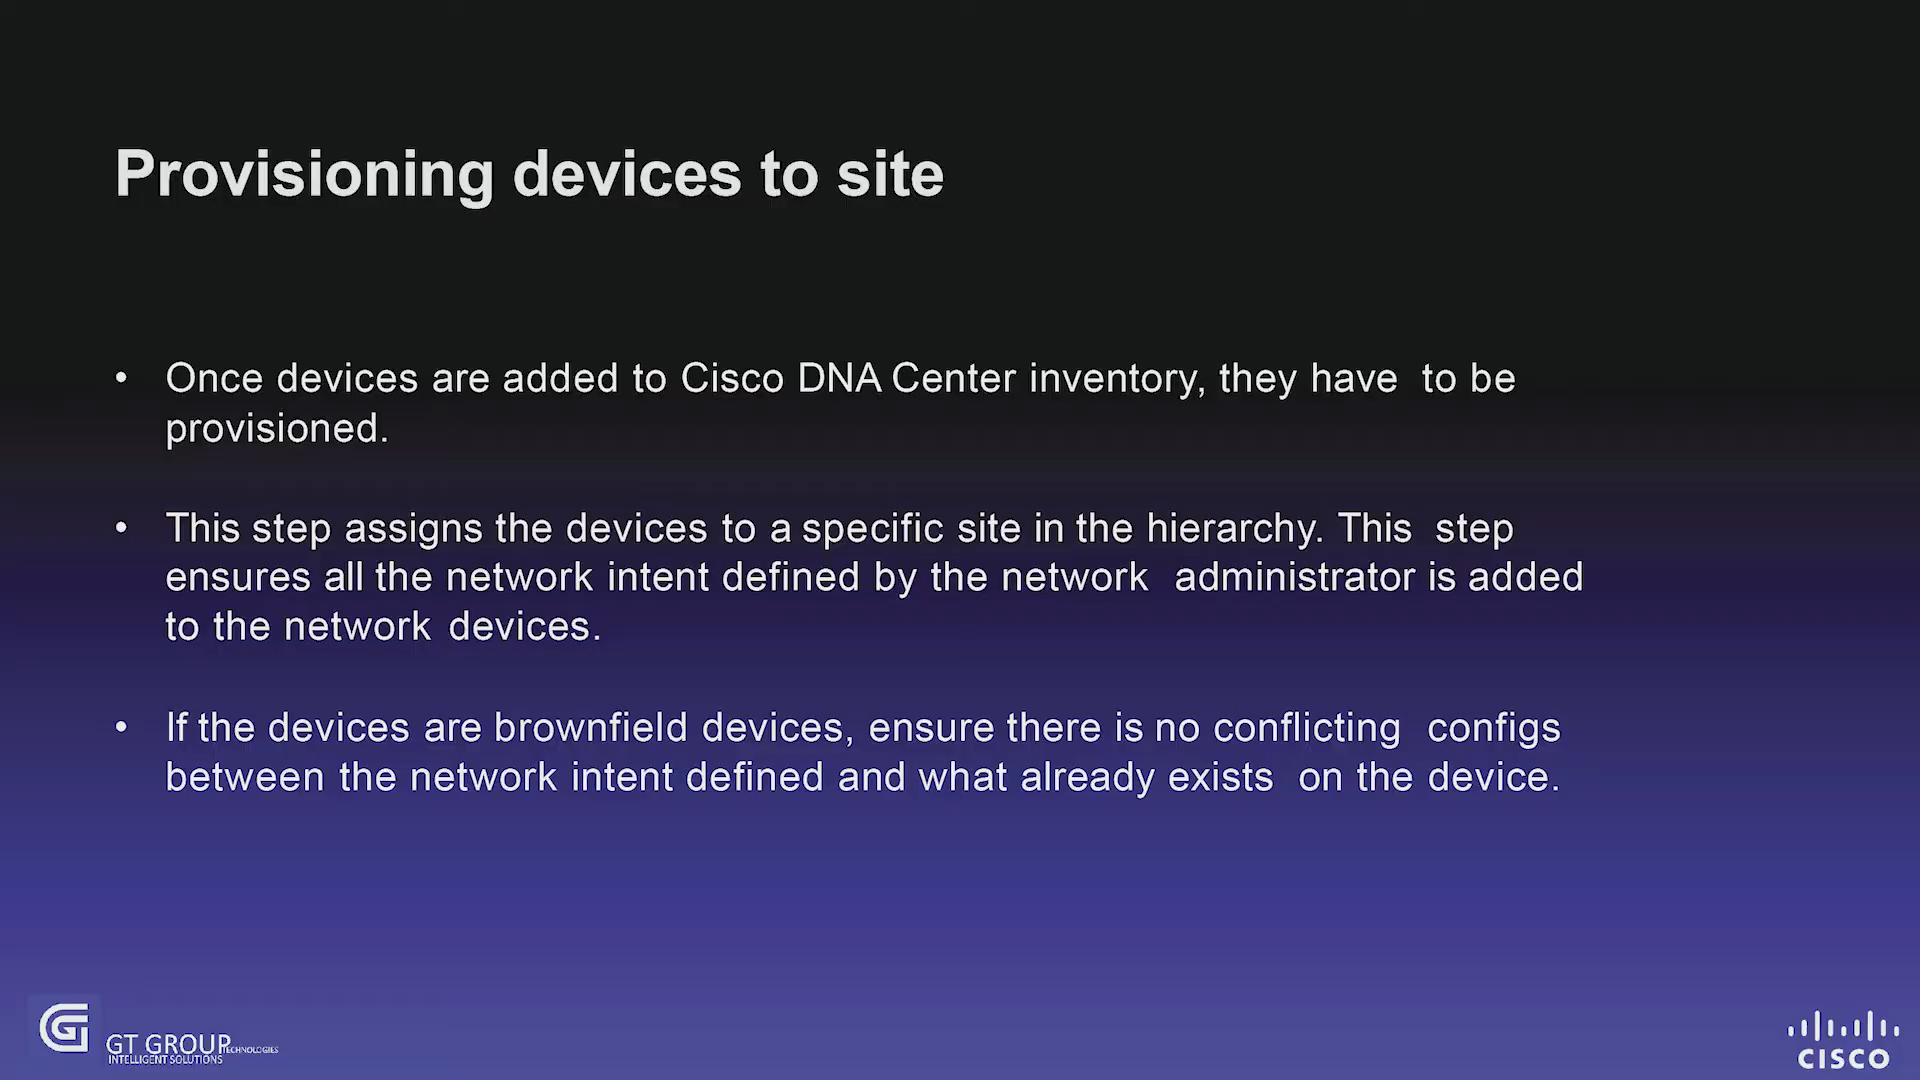 Provisioning devices to site
• Once devices are added to Cisco DNA Center inventory, they have to be
provisioned.
• This step assigns the devices to a specific site in the hierarchy. This step
ensures all the network intent defined by the network administrator is added
to the network devices.
• If the devices are brownfield devices, ensure there is no conflicting configs
between the network intent defined and what already exists on the device.
GT GROUP TECHNOLOGIES
INTELLIGENT SOLUTIONS
CISCO